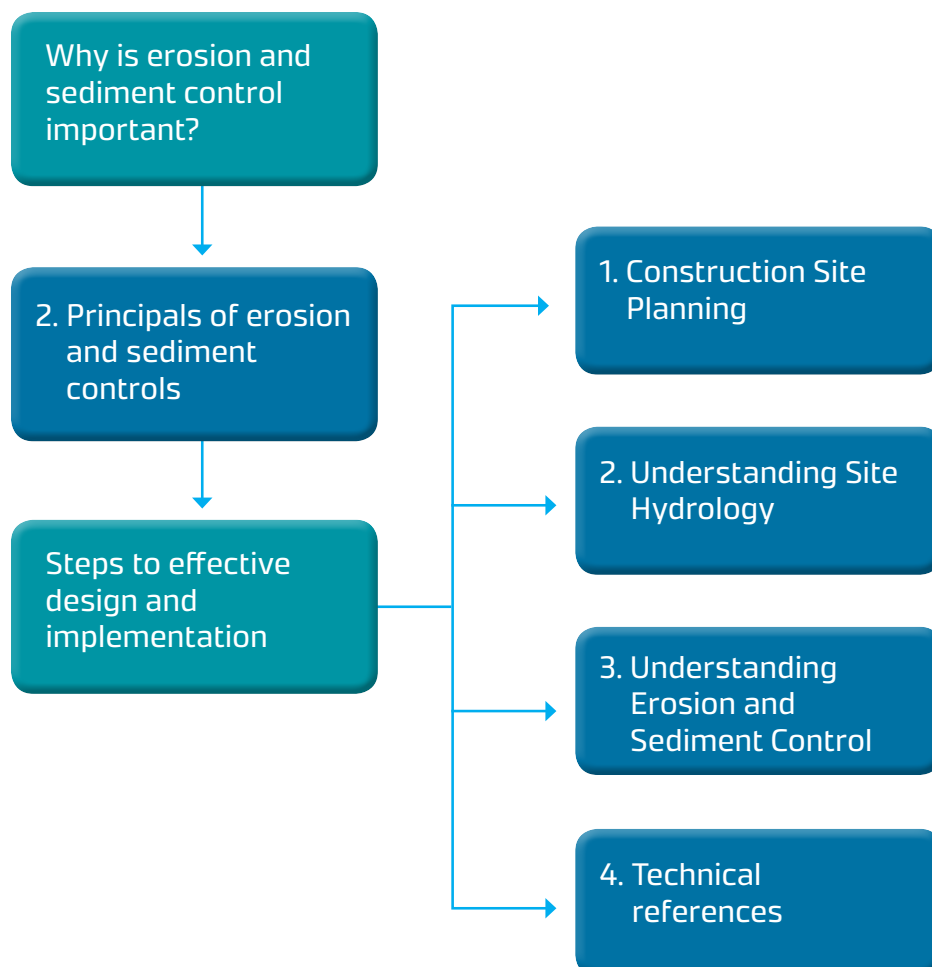 Why is erosion and
sediment control
important?
2. Principals of erosion
and sediment
controls
Steps to effective
design and
implementation
1. Construction Site
Planning
2. Understanding Site
Hydrology
3. Understanding
Erosion and
Sediment Control
4. Technical
references